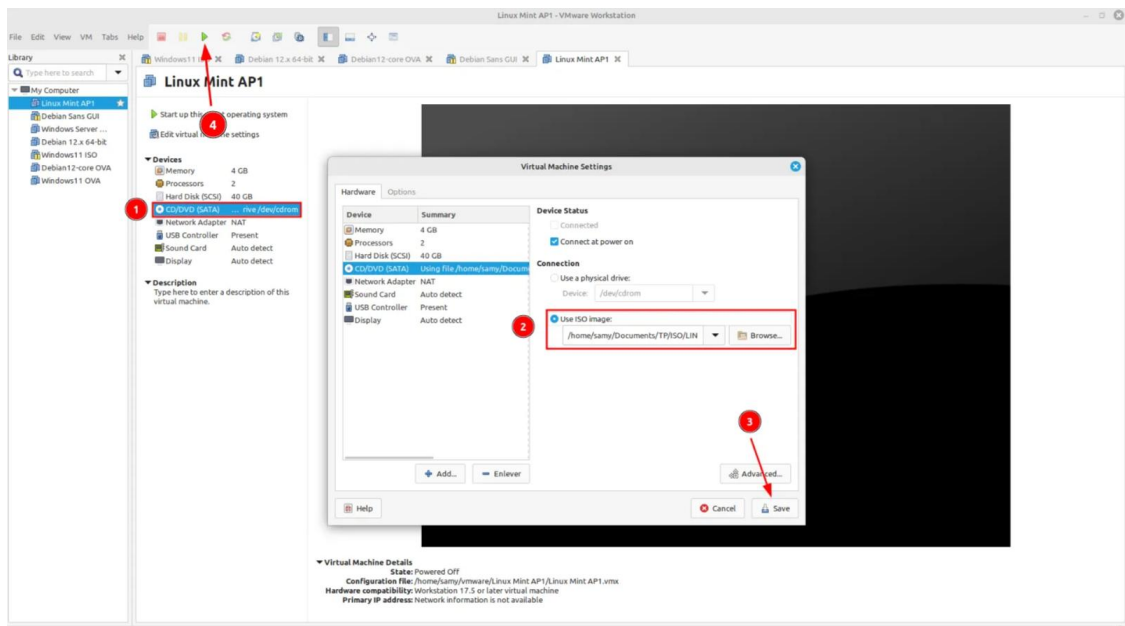 Linux Mint AP1 - VMware Workstation
File Edit View VM Tabs Help
Library
Windows11 Debian 12.x 64-bit Debian12-core OVA Debian Sans GUI Linux Mint AP1
Type here to search
Linux Mint AP1
My Computer
Linux Mint AP1
Debian Sans GUI
Windows Server ...
Debian 12.x 64-bit
Windows11 ISO
Debian12-core OVA
Windows11 OVA
4
Start up this operating system
Edit virtual settings
Devices
Memory 4 GB
Processors 2
Hard Disk (SCSI) 40 GB
1
CD/DVD (SATA) ... rive /dev/cdrom
Network Adapter NAT
USB Controller Present
Sound Card Auto detect
Display Auto detect
Description
Type here to enter a description of this
virtual machine.
Virtual Machine Settings
Hardware Options
Device Summary
Memory 4 GB
Processors 2
Hard Disk (SCSI) 40 GB
CD/DVD (SATA) Using file /home/samy/Docum
Network Adapter NAT
Sound Card Auto detect
USB Controller Present
Display Auto detect
Add... Enlever
Device Status
Connected
Connect at power on
Connection
Use a physical drive:
Device: /dev/cdrom
2
Use ISO image:
/home/samy/Documents/TP/ISO/LIN Browse...
3
Advanced...
Help Cancel Save
Virtual Machine Details
State: Powered Off
Configuration file: /home/samy/vmware/Linux Mint AP1/Linux Mint AP1.vmx
Hardware compatibility: Workstation 17.5 or later virtual machine
Primary IP address: Network information is not available